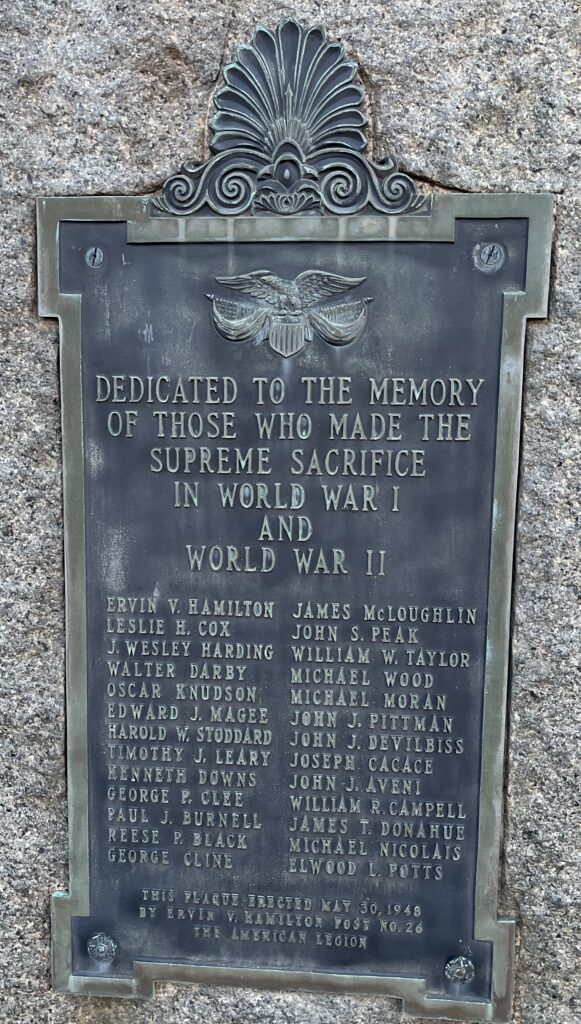 DEDICATED TO THE MEMORY
OF THOSE WHO MADE THE
SUPREME SACRIFICE
IN WORLD WAR I
AND
WORLD WAR II
ERVIN V. HAMILTON
LESLIE H. COX
J. WESLEY HARDING
WALTER DARBY
OSCAR KNUDSON
EDWARD J. MAGEE
HAROLD W. STODDARD
TIMOTHY J. LEARY
KENNETH DOWNS
GEORGE P. CLEE
PAUL J. BURNELL
REESE P. BLACK
GEORGE CLINE
JAMES McLOUGHLIN
JOHN S. PEAK
WILLIAM W. TAYLOR
MICHAEL WOOD
MICHAEL MORAN
JOHN J. PITTMAN
JOHN J. DEVILBISS
JOSEPH CACACE
JOHN J. AVENI
WILLIAM R. CAMPELL
JAMES T. DONAHUE
MICHAEL NICOLAIS
ELWOOD L. POTTS
THIS PLAQUE ERECTED MAY 30, 1948
BY ERVIN V. HAMILTON POST NO. 26
THE AMERICAN LEGION